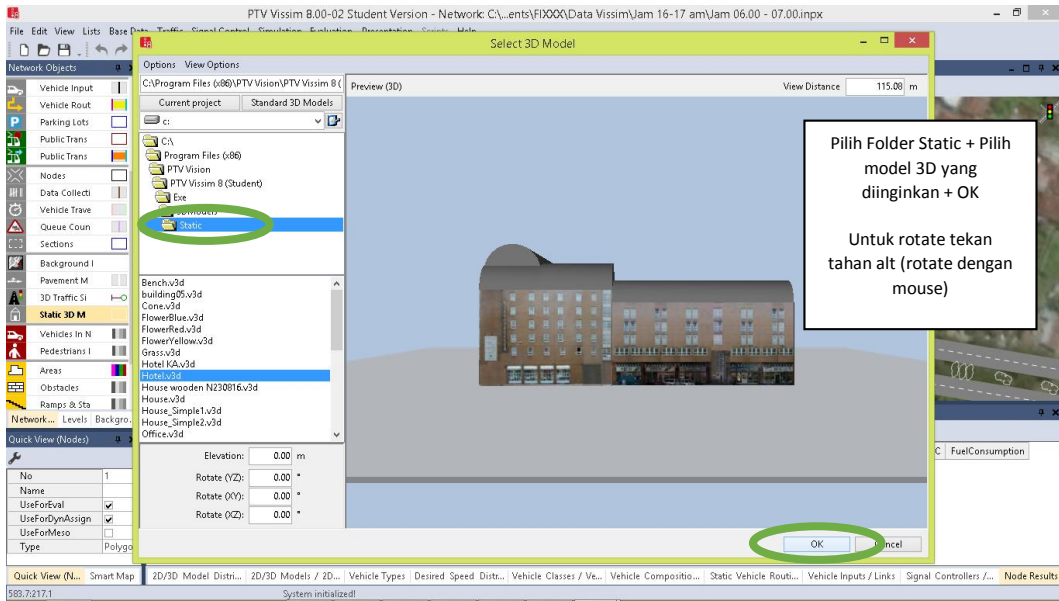 PTV Vissim 8.00-02 Student Version - Network: C:\...ents\FIXXX\Data Vissim\Jam 16-17 am\Jam 06.00 - 07.00.inpx
File Edit View Lists Base Data Traffic Signal Control Simulation Evaluation Presentation Scripts Help
Select 3D Model
Network Objects
Vehicle Input
Vehicle Rout
Parking Lots
Public Trans
Public Trans
Nodes
Data Collecti
Vehicle Trave
Queue Coun
Sections
Background I
Pavement M
3D Traffic Si
Static 3D M
Vehicles In N
Pedestrians I
Areas
Obstacles
Ramps & Sta
Network... Levels Backgro.
Quick View (Nodes)
No 1
Name
UseForEval
UseForDynAssign
UseForMeso
Type Polygo
Options View Options
C:\Program Files (x86)\PTV Vision\PTV Vissim 8 (
Current project Standard 3D Models
c:
C:\
Program Files (x86)
PTV Vision
PTV Vissim 8 (Student)
Exe
3DModels
Static
Bench.v3d
building05.v3d
Cone.v3d
FlowerBlue.v3d
FlowerRed.v3d
FlowerYellow.v3d
Grass.v3d
Hotel KA.v3d
Hotel.v3d
House wooden N230816.v3d
House.v3d
House_Simple1.v3d
House_Simple2.v3d
Office.v3d
Elevation: 0.00 m
Rotate (YZ): 0.00 °
Rotate (XY): 0.00 °
Rotate (XZ): 0.00 °
Preview (3D) View Distance 115.08 m
Pilih Folder Static + Pilih
model 3D yang
diinginkan + OK
Untuk rotate tekan
tahan alt (rotate dengan
mouse)
C FuelConsumption
OK Cancel
Quick View (N... Smart Map 2D/3D Model Distri... 2D/3D Models / 2D... Vehicle Types Desired Speed Distr... Vehicle Classes / Ve... Vehicle Compositio... Static Vehicle Routi... Vehicle Inputs / Links Signal Controllers /... Node Results
583.7:217.1 System initialized!